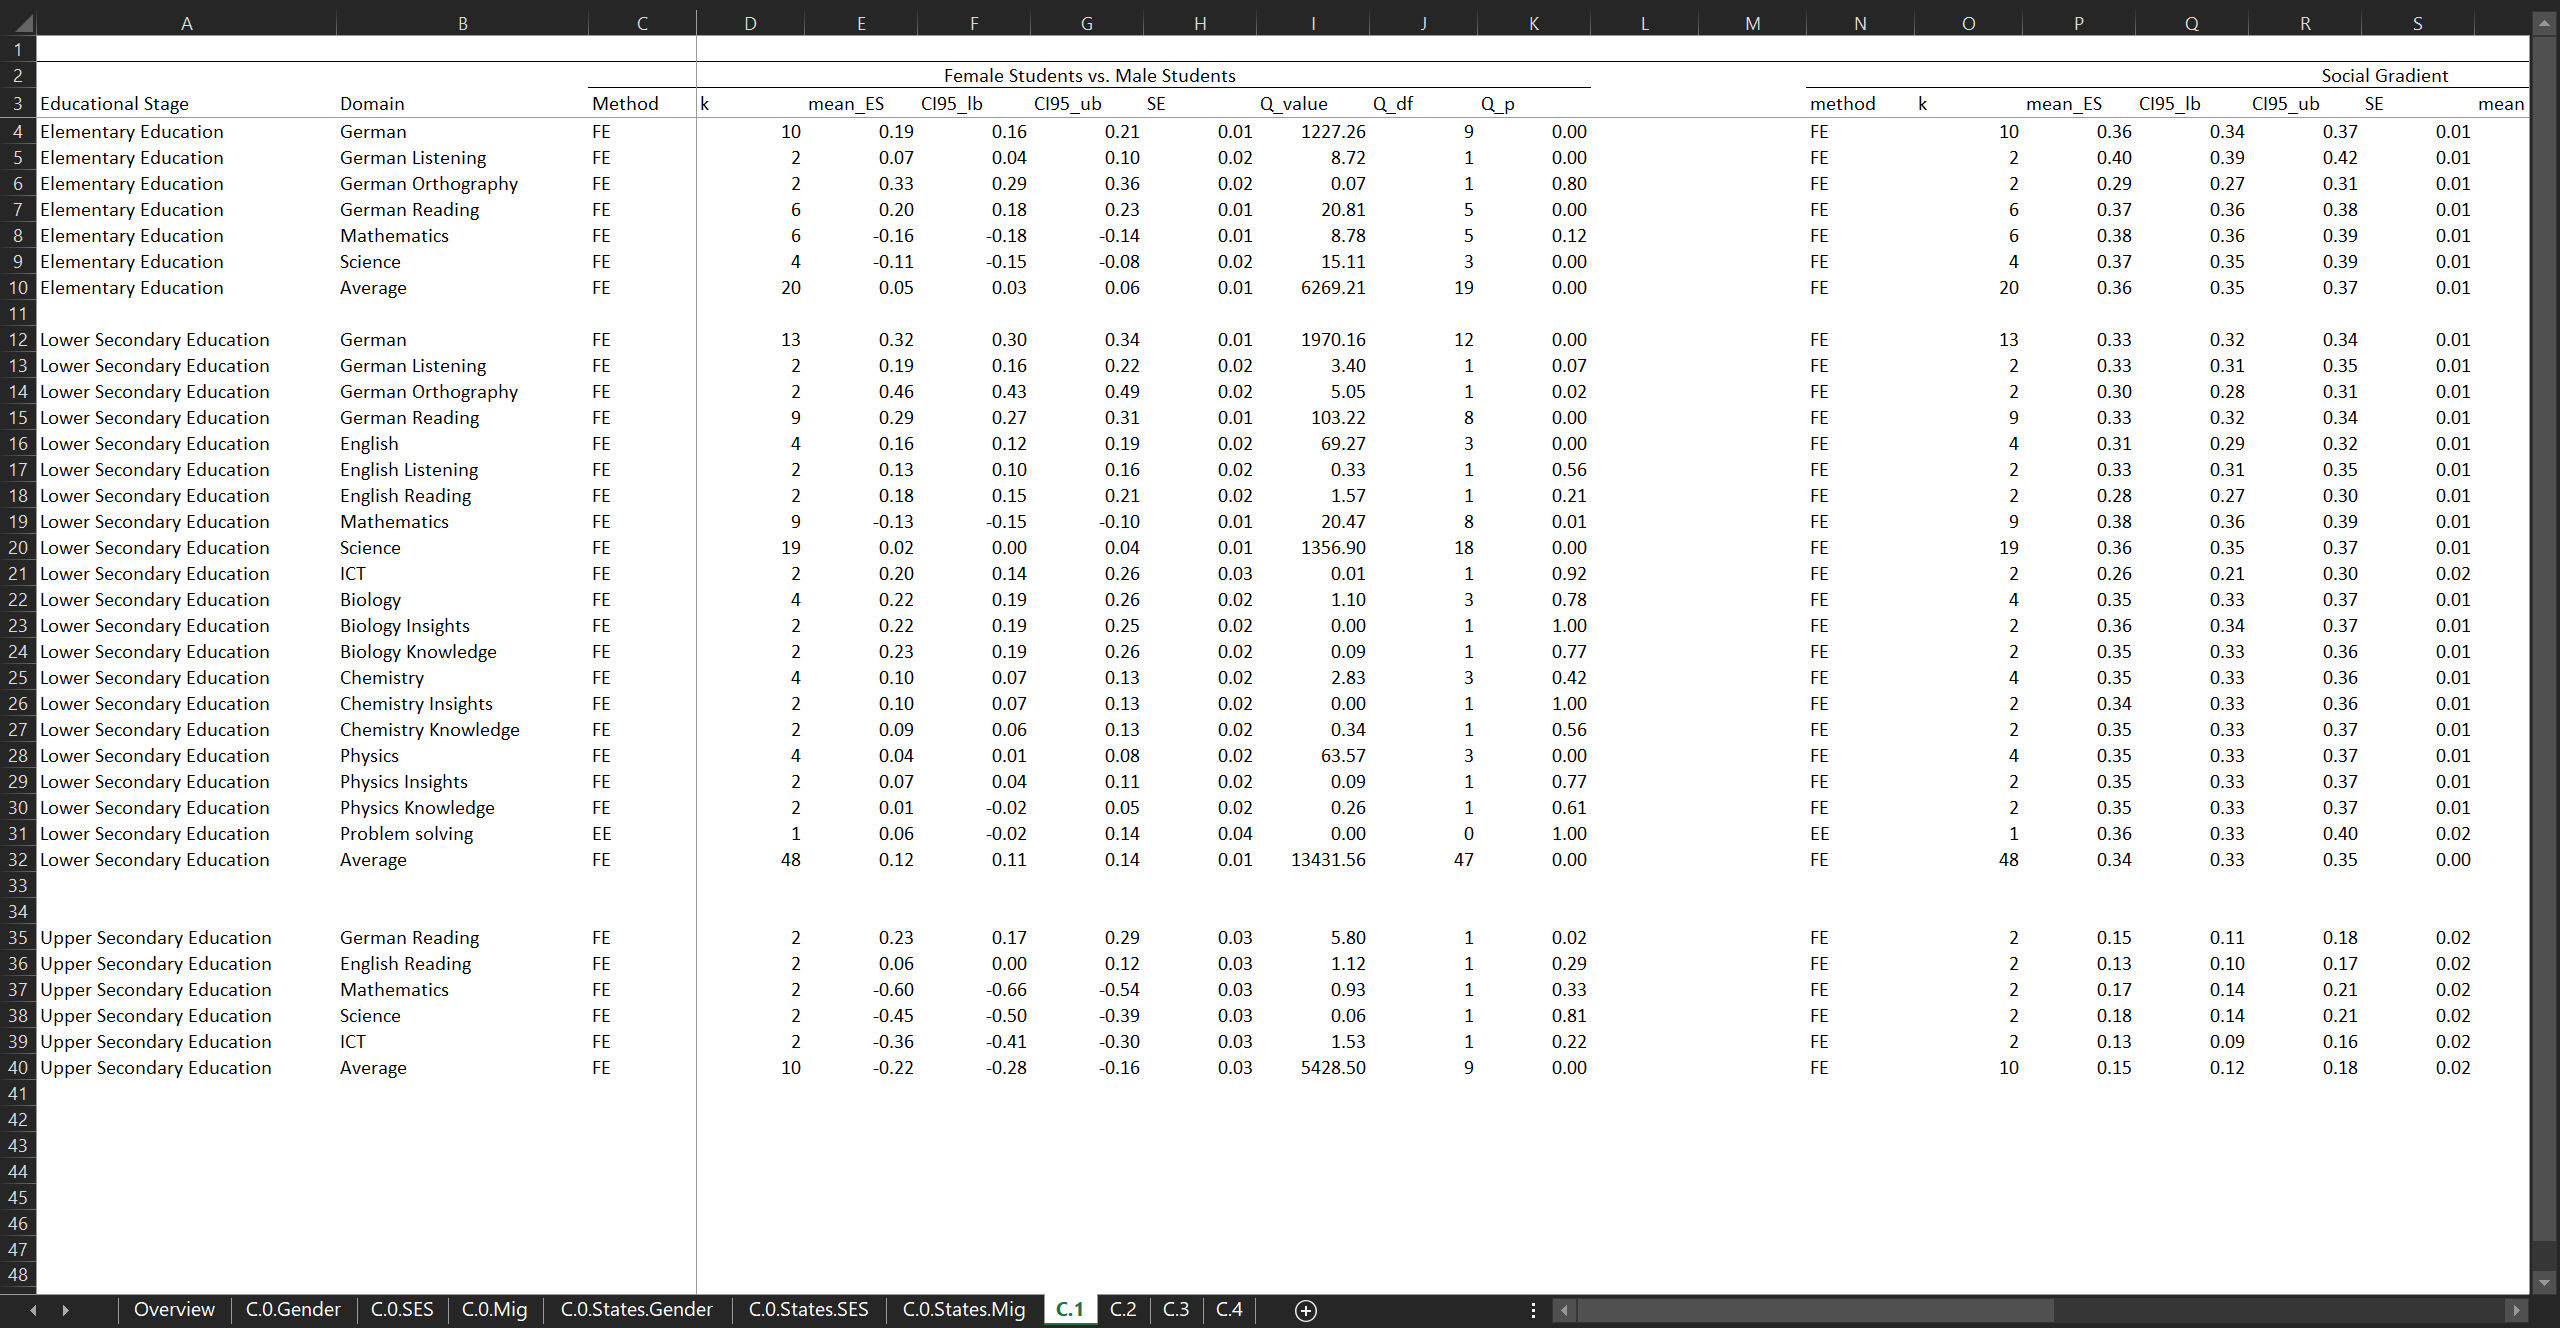 A B C D E F G H I J K L M N O P Q R S
1
2 Female Students vs. Male Students Social Gradient
3 Educational Stage Domain Method k mean_ES CI95_lb CI95_ub SE Q_value Q_df Q_p method k mean_ES CI95_lb CI95_ub SE mean
4 Elementary Education German FE 10 0.19 0.16 0.21 0.01 1227.26 9 0.00 FE 10 0.36 0.34 0.37 0.01
5 Elementary Education German Listening FE 2 0.07 0.04 0.10 0.02 8.72 1 0.00 FE 2 0.40 0.39 0.42 0.01
6 Elementary Education German Orthography FE 2 0.33 0.29 0.36 0.02 0.07 1 0.80 FE 2 0.29 0.27 0.31 0.01
7 Elementary Education German Reading FE 6 0.20 0.18 0.23 0.01 20.81 5 0.00 FE 6 0.37 0.36 0.38 0.01
8 Elementary Education Mathematics FE 6 -0.16 -0.18 -0.14 0.01 8.78 5 0.12 FE 6 0.38 0.36 0.39 0.01
9 Elementary Education Science FE 4 -0.11 -0.15 -0.08 0.02 15.11 3 0.00 FE 4 0.37 0.35 0.39 0.01
10 Elementary Education Average FE 20 0.05 0.03 0.06 0.01 6269.21 19 0.00 FE 20 0.36 0.35 0.37 0.01
11
12 Lower Secondary Education German FE 13 0.32 0.30 0.34 0.01 1970.16 12 0.00 FE 13 0.33 0.32 0.34 0.01
13 Lower Secondary Education German Listening FE 2 0.19 0.16 0.22 0.02 3.40 1 0.07 FE 2 0.33 0.31 0.35 0.01
14 Lower Secondary Education German Orthography FE 2 0.46 0.43 0.49 0.02 5.05 1 0.02 FE 2 0.30 0.28 0.31 0.01
15 Lower Secondary Education German Reading FE 9 0.29 0.27 0.31 0.01 103.22 8 0.00 FE 9 0.33 0.32 0.34 0.01
16 Lower Secondary Education English FE 4 0.16 0.12 0.19 0.02 69.27 3 0.00 FE 4 0.31 0.29 0.32 0.01
17 Lower Secondary Education English Listening FE 2 0.13 0.10 0.16 0.02 0.33 1 0.56 FE 2 0.33 0.31 0.35 0.01
18 Lower Secondary Education English Reading FE 2 0.18 0.15 0.21 0.02 1.57 1 0.21 FE 2 0.28 0.27 0.30 0.01
19 Lower Secondary Education Mathematics FE 9 -0.13 -0.15 -0.10 0.01 20.47 8 0.01 FE 9 0.38 0.36 0.39 0.01
20 Lower Secondary Education Science FE 19 0.02 0.00 0.04 0.01 1356.90 18 0.00 FE 19 0.36 0.35 0.37 0.01
21 Lower Secondary Education ICT FE 2 0.20 0.14 0.26 0.03 0.01 1 0.92 FE 2 0.26 0.21 0.30 0.02
22 Lower Secondary Education Biology FE 4 0.22 0.19 0.26 0.02 1.10 3 0.78 FE 4 0.35 0.33 0.37 0.01
23 Lower Secondary Education Biology Insights FE 2 0.22 0.19 0.25 0.02 0.00 1 1.00 FE 2 0.36 0.34 0.37 0.01
24 Lower Secondary Education Biology Knowledge FE 2 0.23 0.19 0.26 0.02 0.09 1 0.77 FE 2 0.35 0.33 0.36 0.01
25 Lower Secondary Education Chemistry FE 4 0.10 0.07 0.13 0.02 2.83 3 0.42 FE 4 0.35 0.33 0.36 0.01
26 Lower Secondary Education Chemistry Insights FE 2 0.10 0.07 0.13 0.02 0.00 1 1.00 FE 2 0.34 0.33 0.36 0.01
27 Lower Secondary Education Chemistry Knowledge FE 2 0.09 0.06 0.13 0.02 0.34 1 0.56 FE 2 0.35 0.33 0.37 0.01
28 Lower Secondary Education Physics FE 4 0.04 0.01 0.08 0.02 63.57 3 0.00 FE 4 0.35 0.33 0.37 0.01
29 Lower Secondary Education Physics Insights FE 2 0.07 0.04 0.11 0.02 0.09 1 0.77 FE 2 0.35 0.33 0.37 0.01
30 Lower Secondary Education Physics Knowledge FE 2 0.01 -0.02 0.05 0.02 0.26 1 0.61 FE 2 0.35 0.33 0.37 0.01
31 Lower Secondary Education Problem solving EE 1 0.06 -0.02 0.14 0.04 0.00 0 1.00 EE 1 0.36 0.33 0.40 0.02
32 Lower Secondary Education Average FE 48 0.12 0.11 0.14 0.01 13431.56 47 0.00 FE 48 0.34 0.33 0.35 0.00
33
34
35 Upper Secondary Education German Reading FE 2 0.23 0.17 0.29 0.03 5.80 1 0.02 FE 2 0.15 0.11 0.18 0.02
36 Upper Secondary Education English Reading FE 2 0.06 0.00 0.12 0.03 1.12 1 0.29 FE 2 0.13 0.10 0.17 0.02
37 Upper Secondary Education Mathematics FE 2 -0.60 -0.66 -0.54 0.03 0.93 1 0.33 FE 2 0.17 0.14 0.21 0.02
38 Upper Secondary Education Science FE 2 -0.45 -0.50 -0.39 0.03 0.06 1 0.81 FE 2 0.18 0.14 0.21 0.02
39 Upper Secondary Education ICT FE 2 -0.36 -0.41 -0.30 0.03 1.53 1 0.22 FE 2 0.13 0.09 0.16 0.02
40 Upper Secondary Education Average FE 10 -0.22 -0.28 -0.16 0.03 5428.50 9 0.00 FE 10 0.15 0.12 0.18 0.02
41
42
43
44
45
46
47
48
Overview C.0.Gender C.0.SES C.0.Mig C.0.States.Gender C.0.States.SES C.0.States.Mig C.1 C.2 C.3 C.4